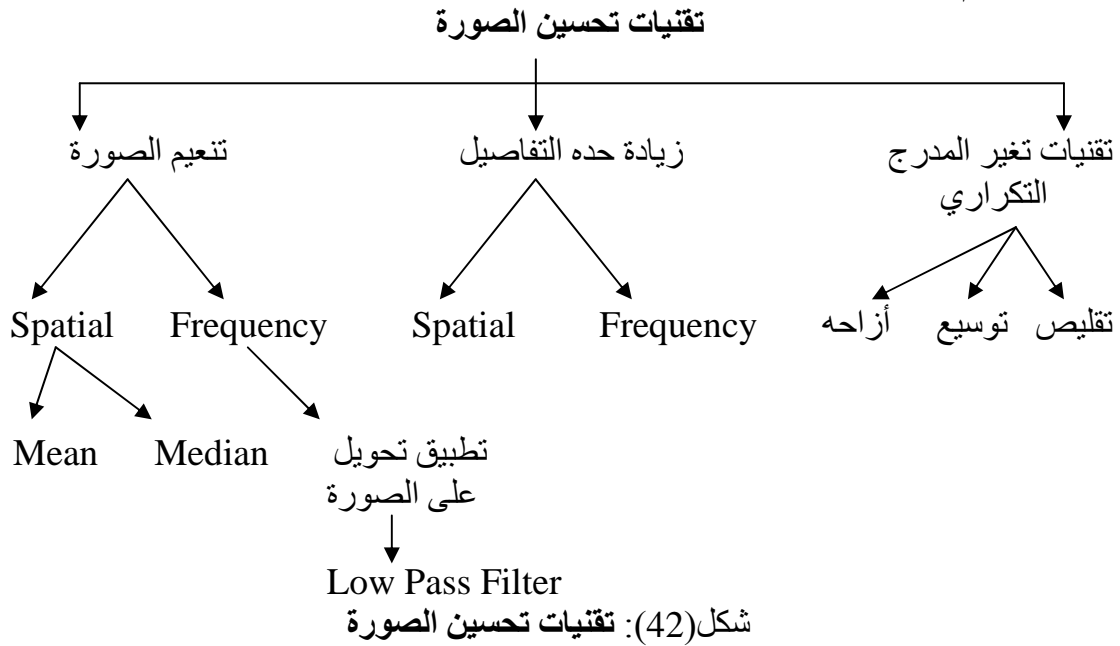 تقنيات تحسين الصورة
تقنيات تغير المدرج زيادة حده التفاصيل تنعيم الصورة
التكراري
Spatial Frequency Spatial Frequency أزاحه توسيع تقليص
Mean Median تطبيق تحويل
على الصورة
Low Pass Filter
شكل(42): تقنيات تحسين الصورة